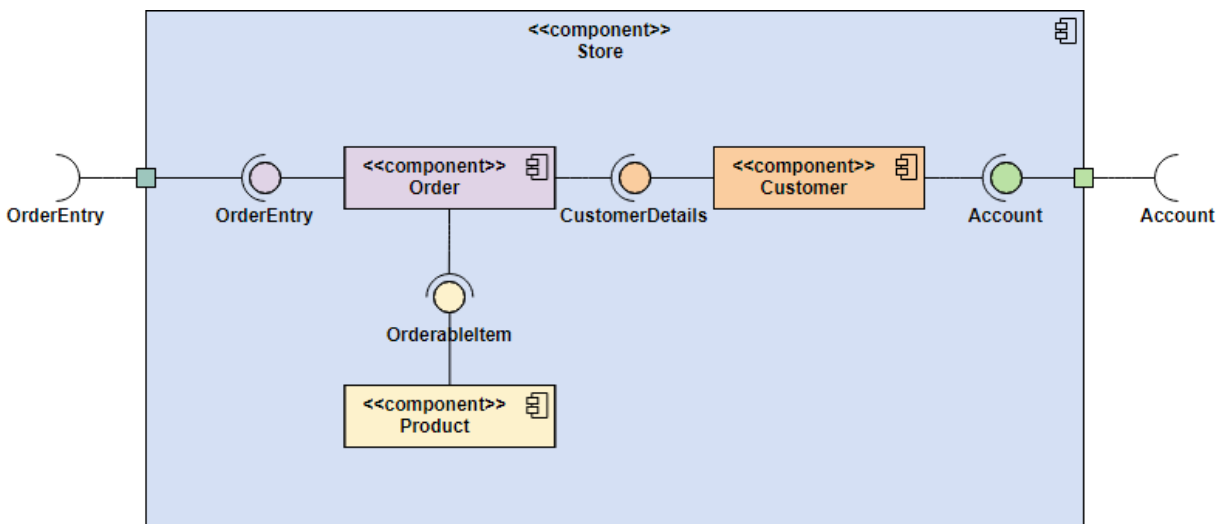 <<component>>
Store
<<component>>
Order
<<component>>
Customer
OrderEntry
OrderEntry
CustomerDetails
Account
Account
OrderableItem
<<component>>
Product